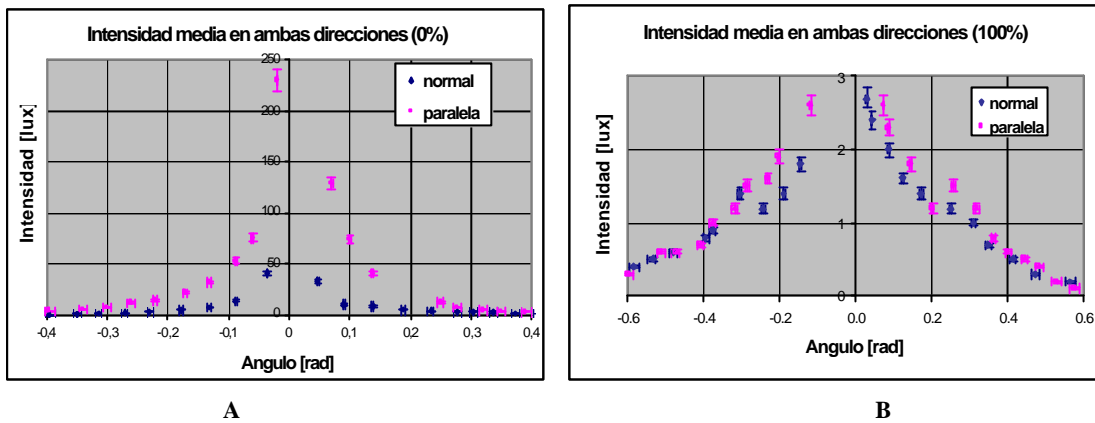 Intensidad media en ambas direcciones (0%)
250
200
150
100
50
0
-0,4
-0,3
-0,2
-0,1
0
0,1
0,2
0,3
0,4
Angulo [rad]
Intensidad [lux]
normal
paralela
A
Intensidad media en ambas direcciones (100%)
3
2
1
0
-0.6
-0.4
-0.2
0.0
0.2
0.4
0.6
Angulo [rad]
Intensidad [lux]
normal
paralela
B